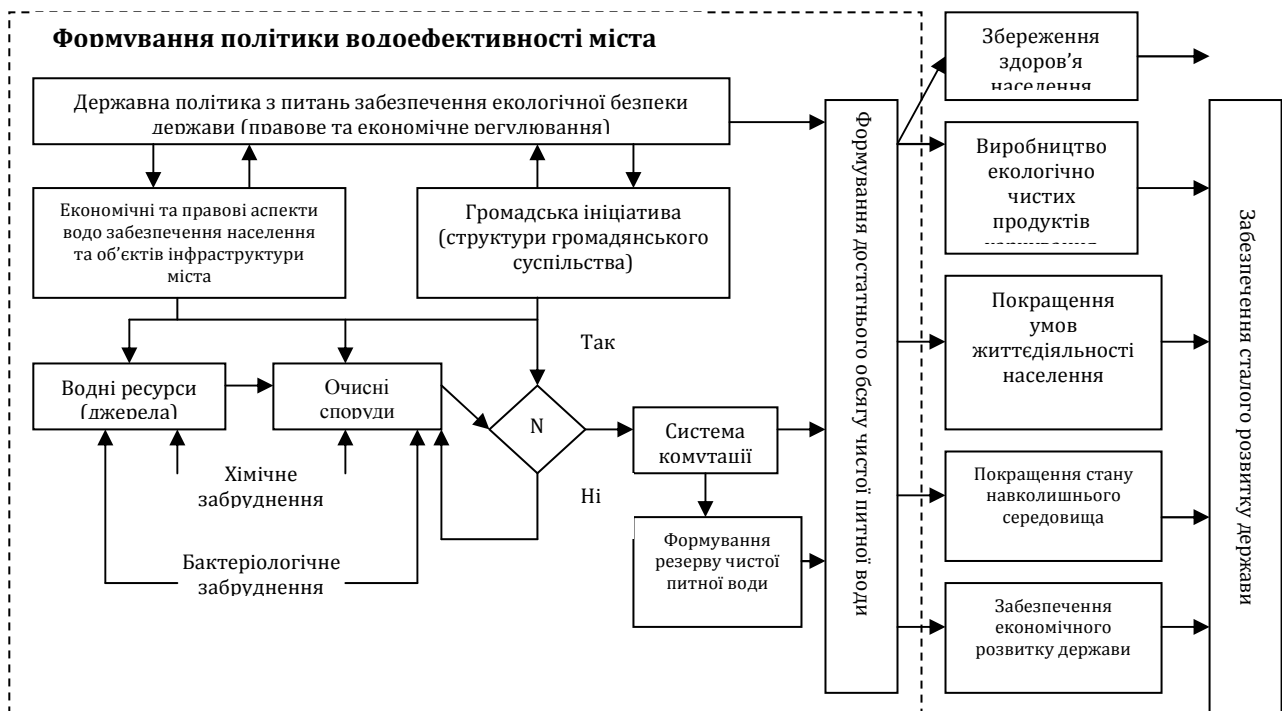 Формування політики водоефективності міста
Державна політика з питань забезпечення екологічної безпеки
держави (правове та економічне регулювання)
Економічні та правові аспекти
водо забезпечення населення
та об’єктів інфраструктури
міста
Громадська ініціатива
(структури громадянського
суспільства)
Так
Водні ресурси
(джерела)
Очисні
споруди
N
Ні
Система
комутації
Хімічне
забруднення
Бактеріологічне
забруднення
Формування
резерву чистої
питної води
Формування достатнього обсягу чистої питної води
Збереження
здоров’я
населення
Виробництво
екологічно
чистих
продуктів
Покращення
умов
життєдіяльності
населення
Покращення стану
навколишнього
середовища
Забезпечення
економічного
розвитку держави
Забезпечення сталого розвитку держави